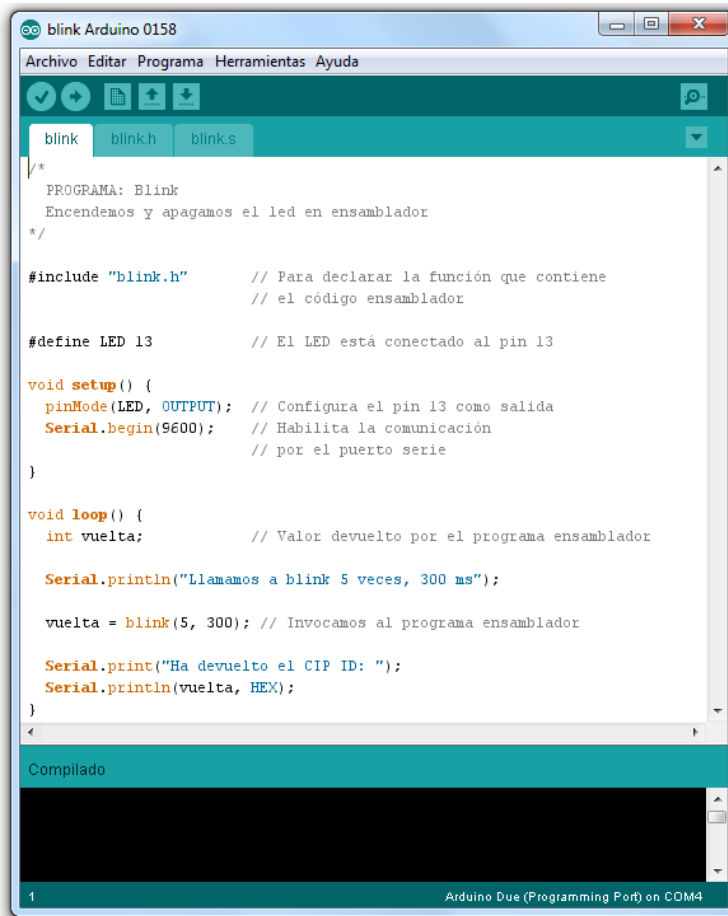 blink Arduino 0158
Archivo Editar Programa Herramientas Ayuda
blink blink.h blink.s
/*
PROGRAMA: Blink
Encendemos y apagamos el led en ensamblador
*/
#include "blink.h" // Para declarar la función que contiene
// el código ensamblador
#define LED 13 // El LED está conectado al pin 13
void setup() {
pinMode(LED, OUTPUT); // Configura el pin 13 como salida
Serial.begin(9600); // Habilita la comunicación
// por el puerto serie
}
void loop() {
int vuelta; // Valor devuelto por el programa ensamblador
Serial.println("Llamamos a blink 5 veces, 300 ms");
vuelta = blink(5, 300); // Invocamos al programa ensamblador
Serial.print("Ha devuelto el CIP ID: ");
Serial.println(vuelta, HEX);
}
Compilado
1 Arduino Due (Programming Port) on COM4